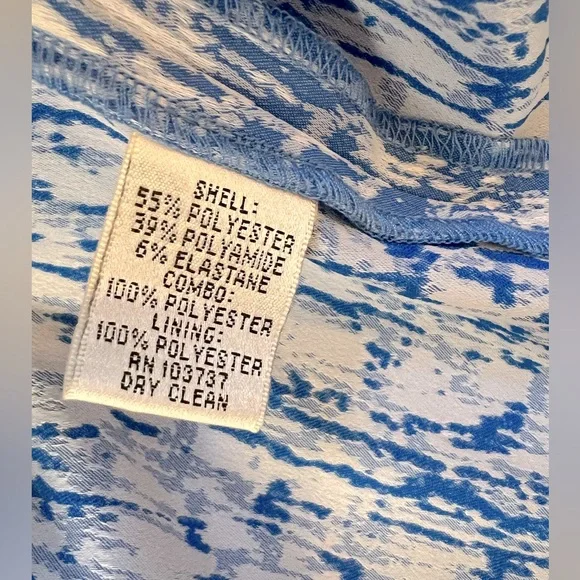 SHELL:
55% POLYESTER
39% POLYAMIDE
6% ELASTANE
COMBO:
100% POLYESTER
LINING:
100% POLYESTER
RN 103737
DRY CLEAN